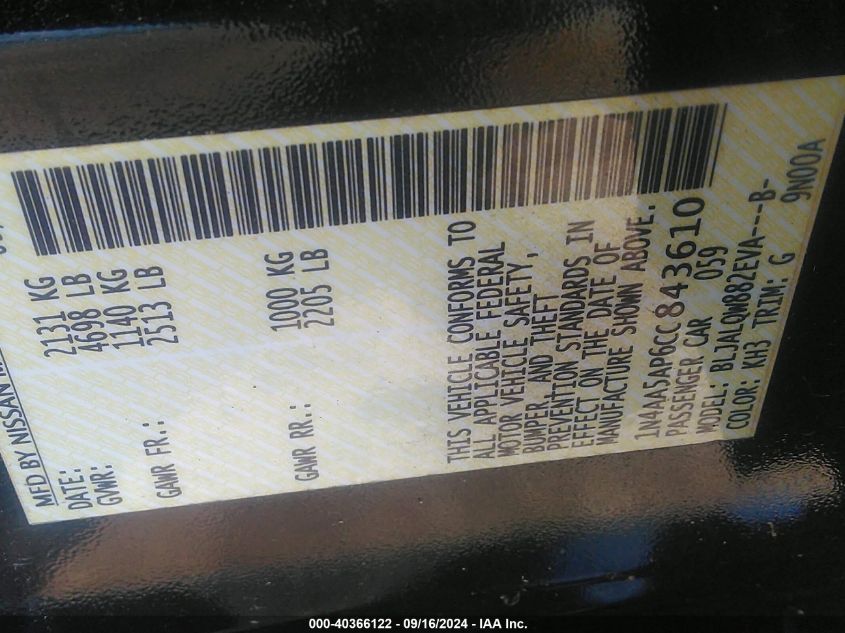 MFD BY NISSAN
DATE:
GVWR: 2131 KG
4698 LB
GAWR FR.: 1140 KG
2513 LB
GAWR RR.: 1000 KG
2205 LB
THIS VEHICLE CONFORMS TO
ALL APPLICABLE FEDERAL
MOTOR VEHICLE SAFETY,
BUMPER, AND THEFT
PREVENTION STANDARDS IN
EFFECT ON THE DATE OF
MANUFACTURE SHOWN ABOVE.
1N4AA5AP6CC843610
PASSENGER CAR 059
MODEL: BLJALQW882EVA---B-
COLOR: KH3 TRIM: G 9N00A
000-40366122 - 09/16/2024 - IAA Inc.